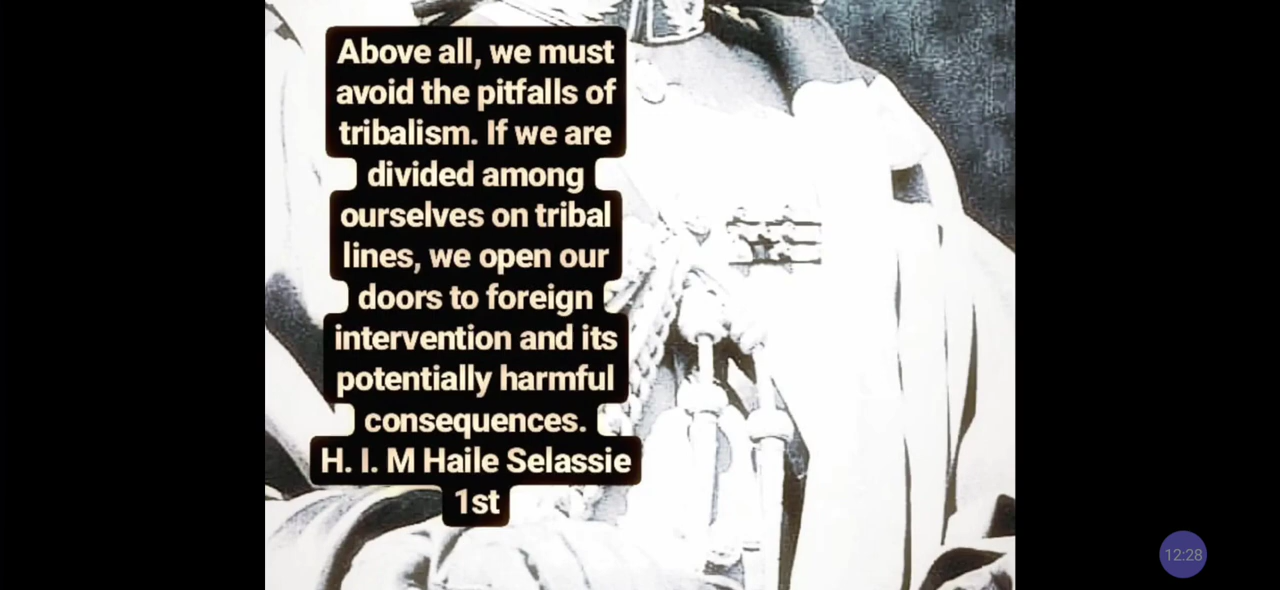 Above all, we must
avoid the pitfalls of
tribalism. If we are
divided among
ourselves on tribal
lines, we open our
doors to foreign
intervention and its
potentially harmful
consequences.
H. I. M Haile Selassie
1st
12:28